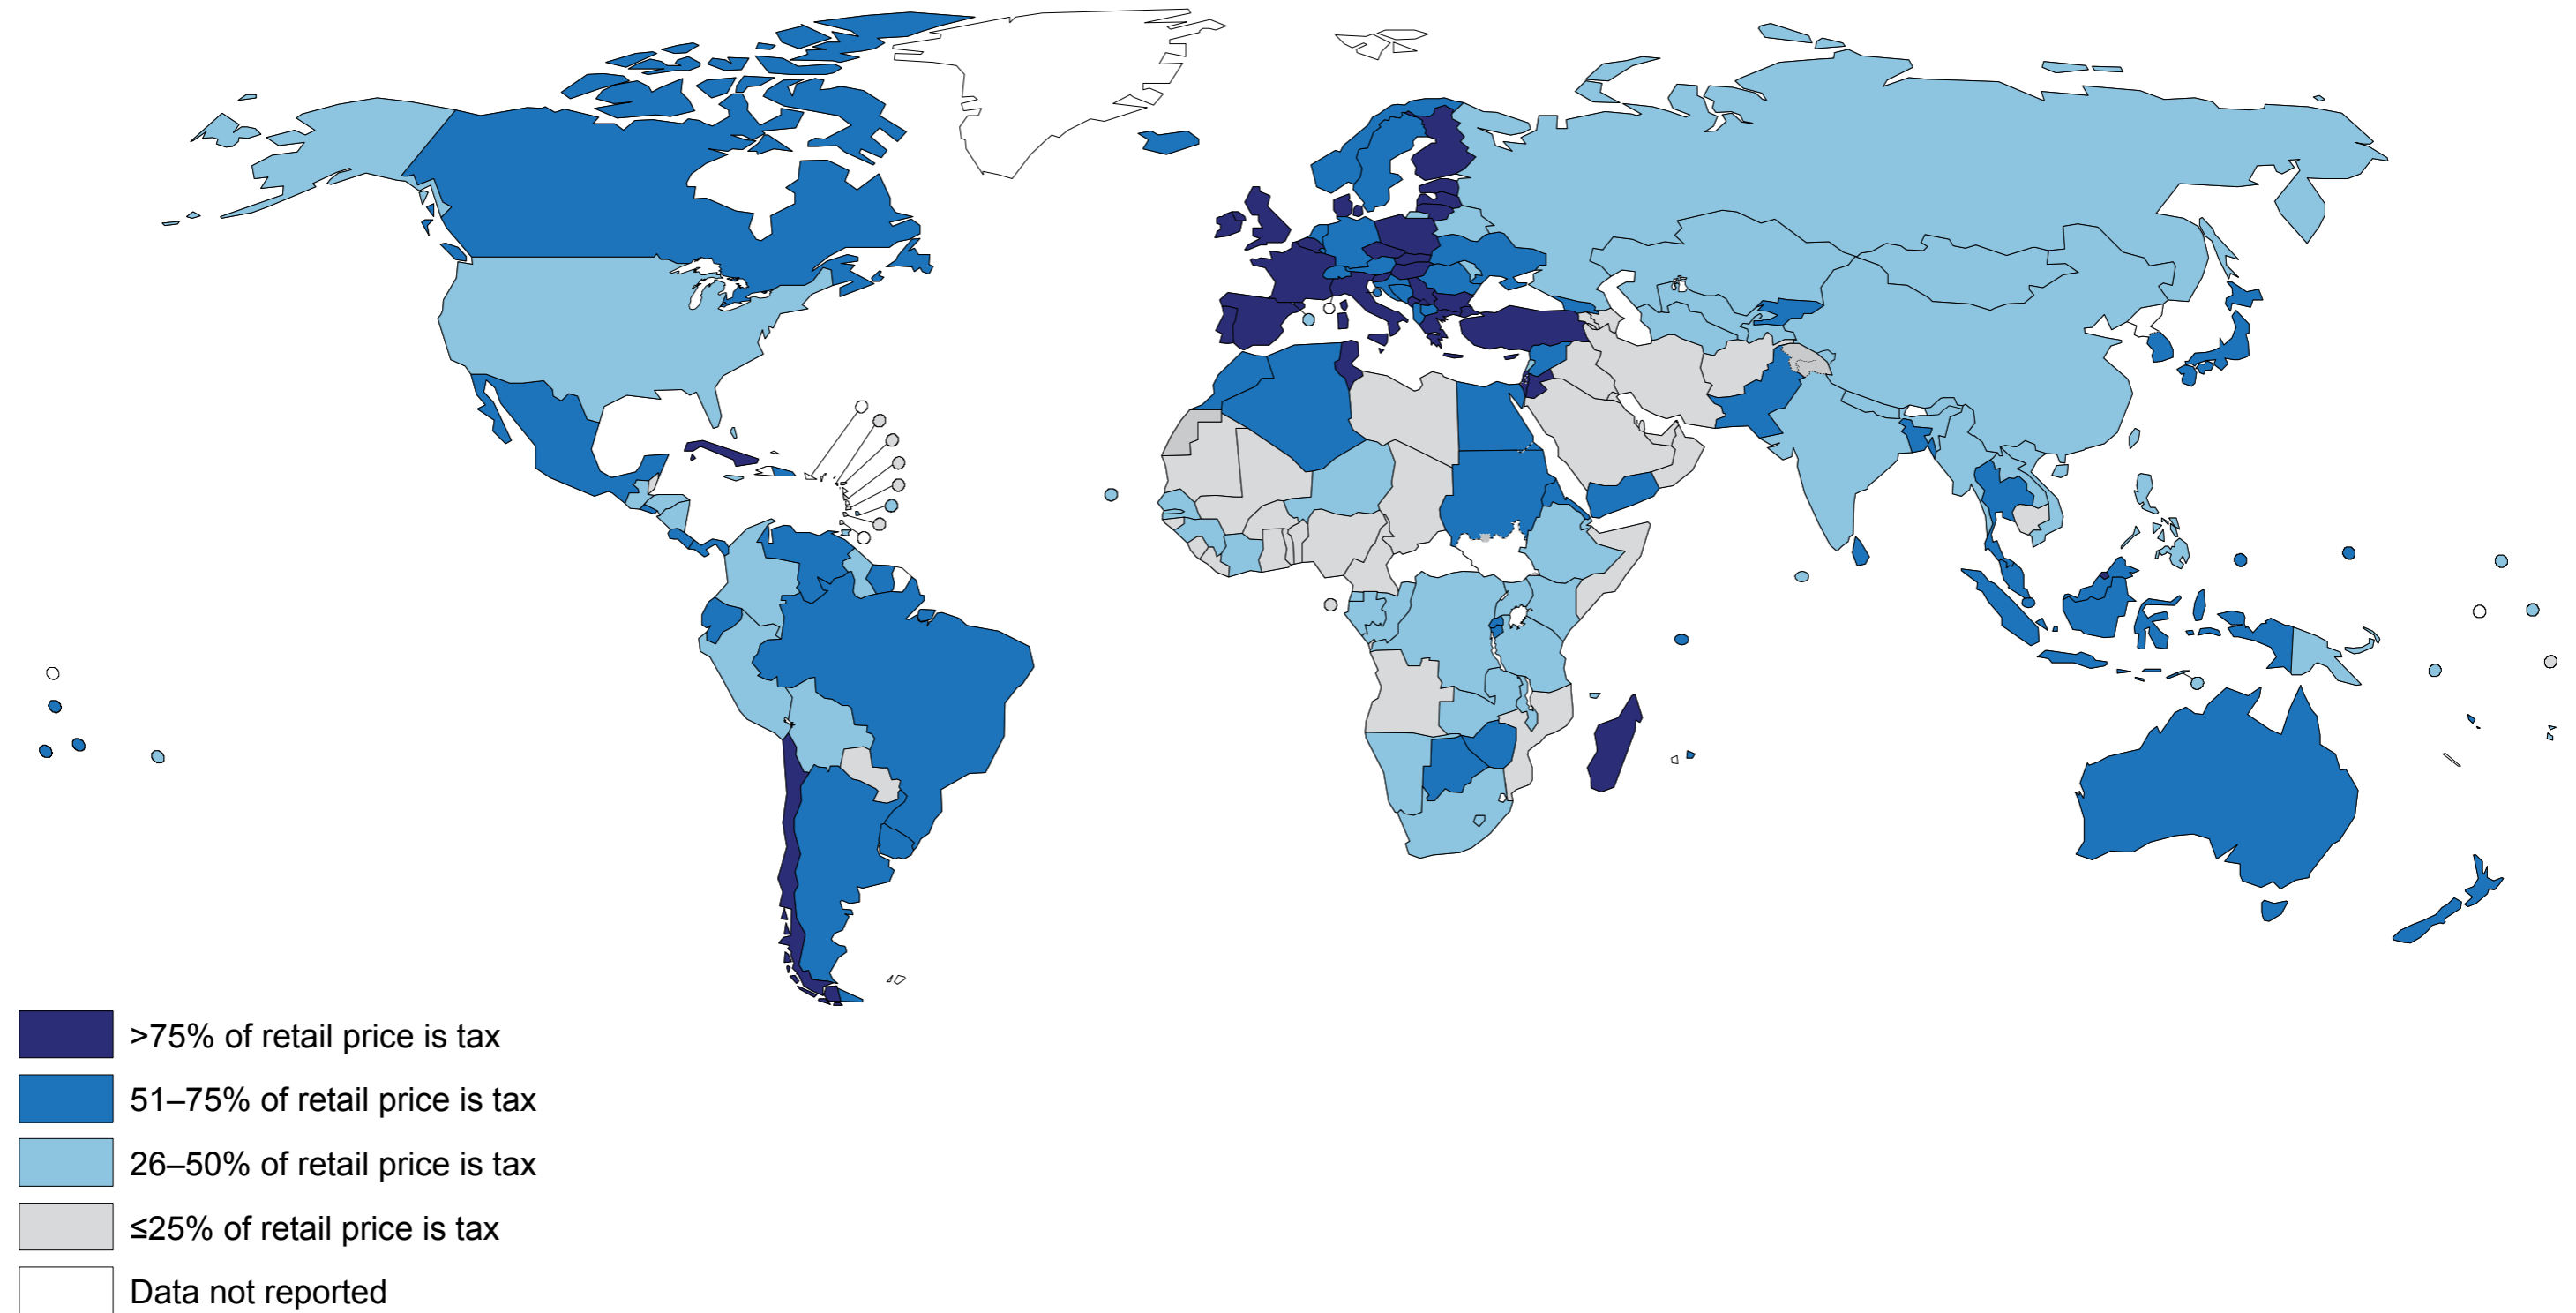 >75% of retail price is tax
51–75% of retail price is tax
26–50% of retail price is tax
≤25% of retail price is tax
Data not reported